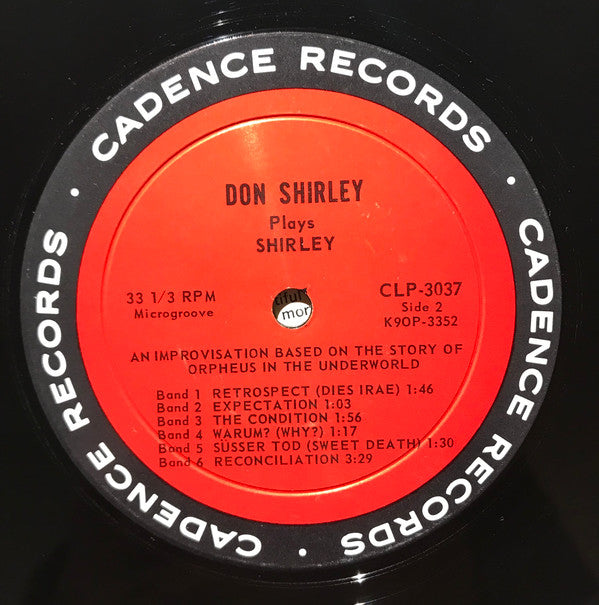 CADENCE RECORDS
· CADENCE RECORDS
· CADENCE RECORDS
· CADENCE RECORDS ·
DON SHIRLEY
Plays
SHIRLEY
33 1/3 RPM
Microgroove
CLP-3037
Side 2
K9OP-3352
mor
AN IMPROVISATION BASED ON THE STORY OF
ORPHEUS IN THE UNDERWORLD
Band 1 RETROSPECT (DIES IRAE) 1:46
Band 2 EXPECTATION 1:03
Band 3 THE CONDITION 1:56
Band 4 WARUM? (WHY?) 1:17
Band 5 SÜSSER TOD (SWEET DEATH) 1:30
Band 6 RECONCILIATION 3:29